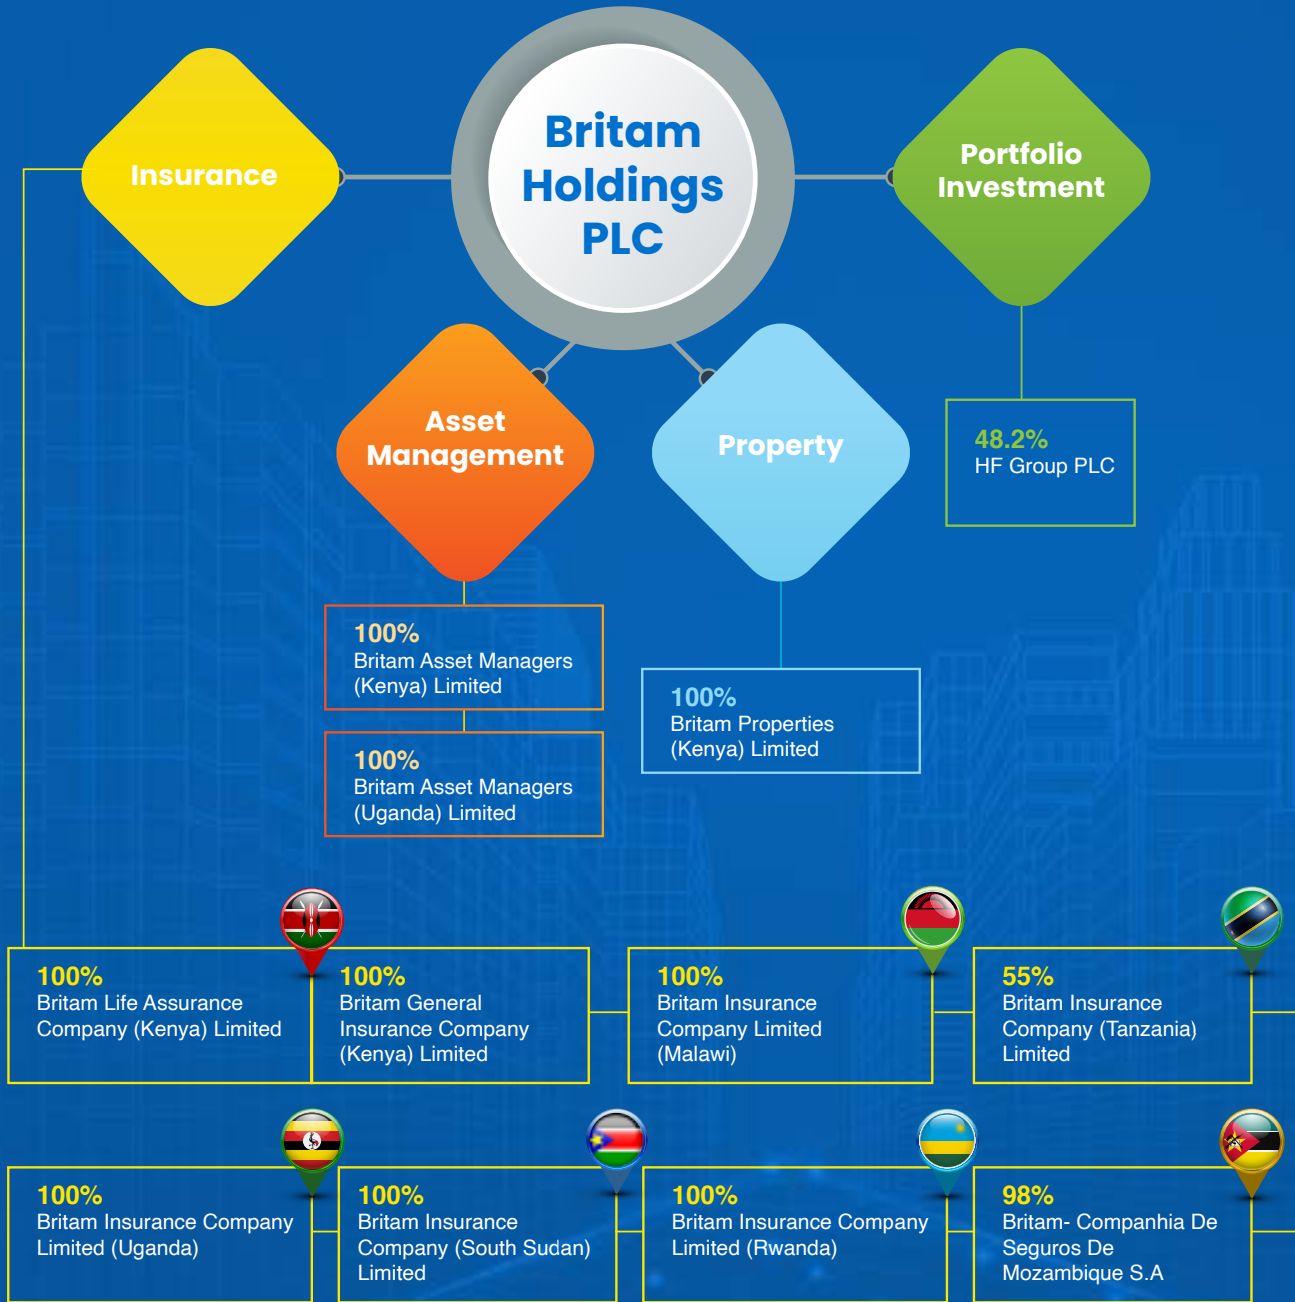 Britam
Holdings
PLC
Insurance
Portfolio
Investment
Asset
Management
Property
48.2%
HF Group PLC
100%
Britam Asset Managers
(Kenya) Limited
100%
Britam Properties
(Kenya) Limited
100%
Britam Asset Managers
(Uganda) Limited
100%
Britam Life Assurance
Company (Kenya) Limited
100%
Britam General
Insurance Company
(Kenya) Limited
100%
Britam Insurance
Company Limited
(Malawi)
55%
Britam Insurance
Company (Tanzania)
Limited
100%
Britam Insurance Company
Limited (Uganda)
100%
Britam Insurance
Company (South Sudan)
Limited
100%
Britam Insurance Company
Limited (Rwanda)
98%
Britam- Companhia De
Seguros De
Mozambique S.A